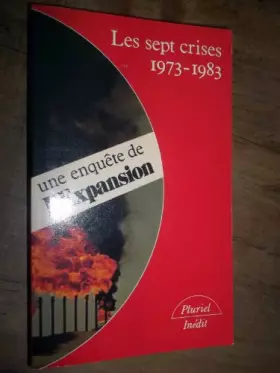 Les sept crises
1973-1983
une enquête de
l'Expansion
Pluriel
Inédit